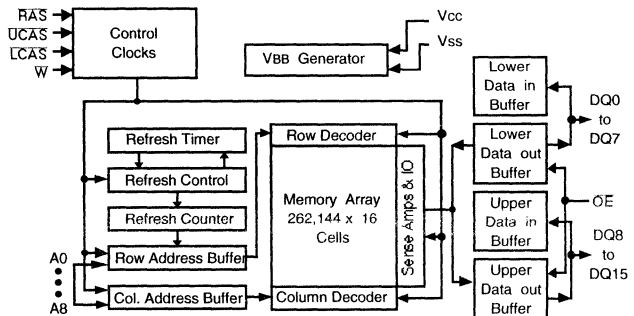 RAS
UCAS
LCAS
W
Control
Clocks
VBB Generator
Vcc
Vss
Lower
Data in
Buffer
DQ0
to
DQ7
Refresh Timer
Refresh Control
Refresh Counter
Row Address Buffer
Col. Address Buffer
A0
A8
Row Decoder
Memory Array
262,144 x 16
Cells
Column Decoder
Sense Amps & IO
Lower
Data out
Buffer
OE
Upper
Data in
Buffer
DQ8
to
DQ15
Upper
Data out
Buffer